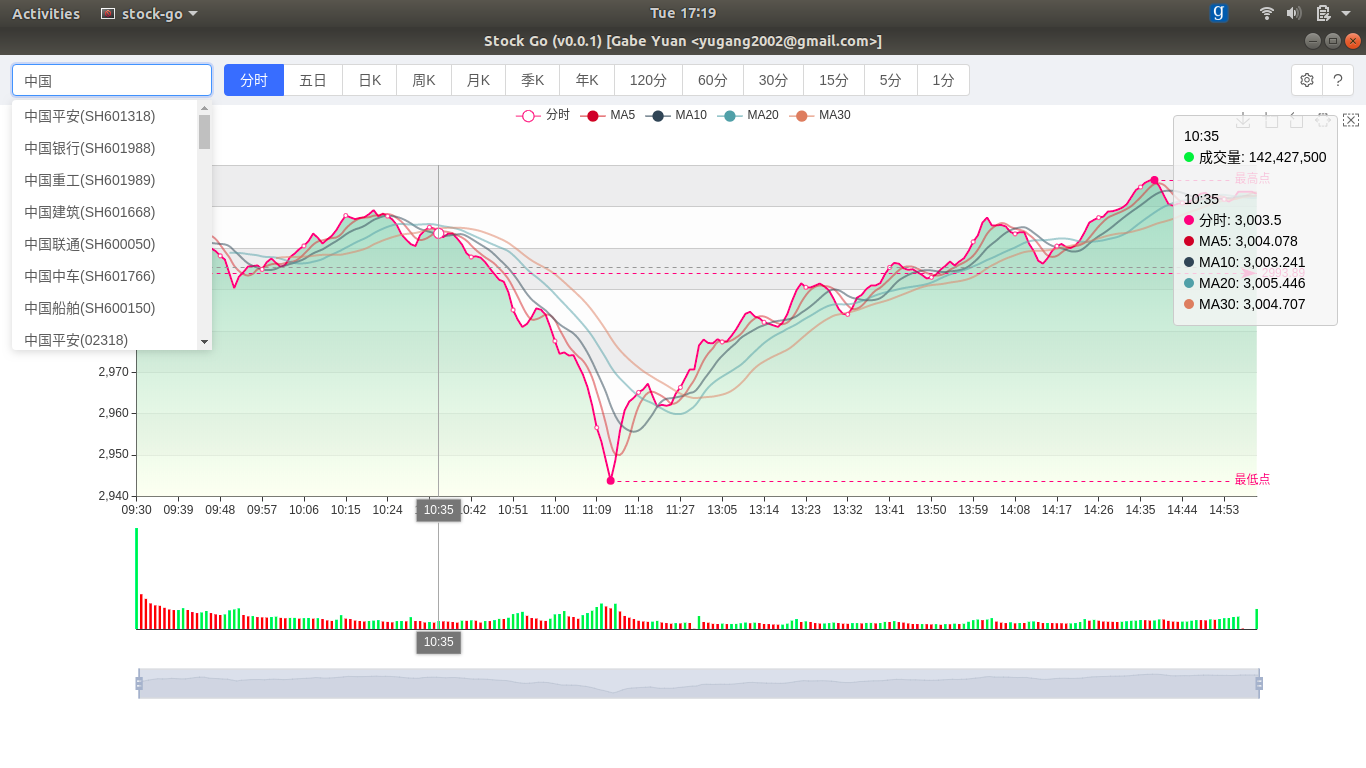 Activities stock-go Tue 17:19 g
Stock Go (v0.0.1) [Gabe Yuan <yugang2002@gmail.com>]
中国 分时 五日 日K 周K 月K 季K 年K 120分 60分 30分 15分 5分 1分 ?
中国平安(SH601318)
中国银行(SH601988)
中国重工(SH601989)
中国建筑(SH601668)
中国联通(SH600050)
中国中车(SH601766)
中国船舶(SH600150)
中国平安(02318)
分时 MA5 MA10 MA20 MA30
10:35
成交量: 142,427,500
最高点
10:35
分时: 3,003.5
MA5: 3,004.078
MA10: 3,003.241
2993.89
MA20: 3,005.446
MA30: 3,004.707
2,970
2,960
2,950
2,940
最低点
09:30 09:39 09:48 09:57 10:06 10:15 10:24 10:35 10:42 10:51 11:00 11:09 11:18 11:27 13:05 13:14 13:23 13:32 13:41 13:50 13:59 14:08 14:17 14:26 14:35 14:44 14:53
10:35